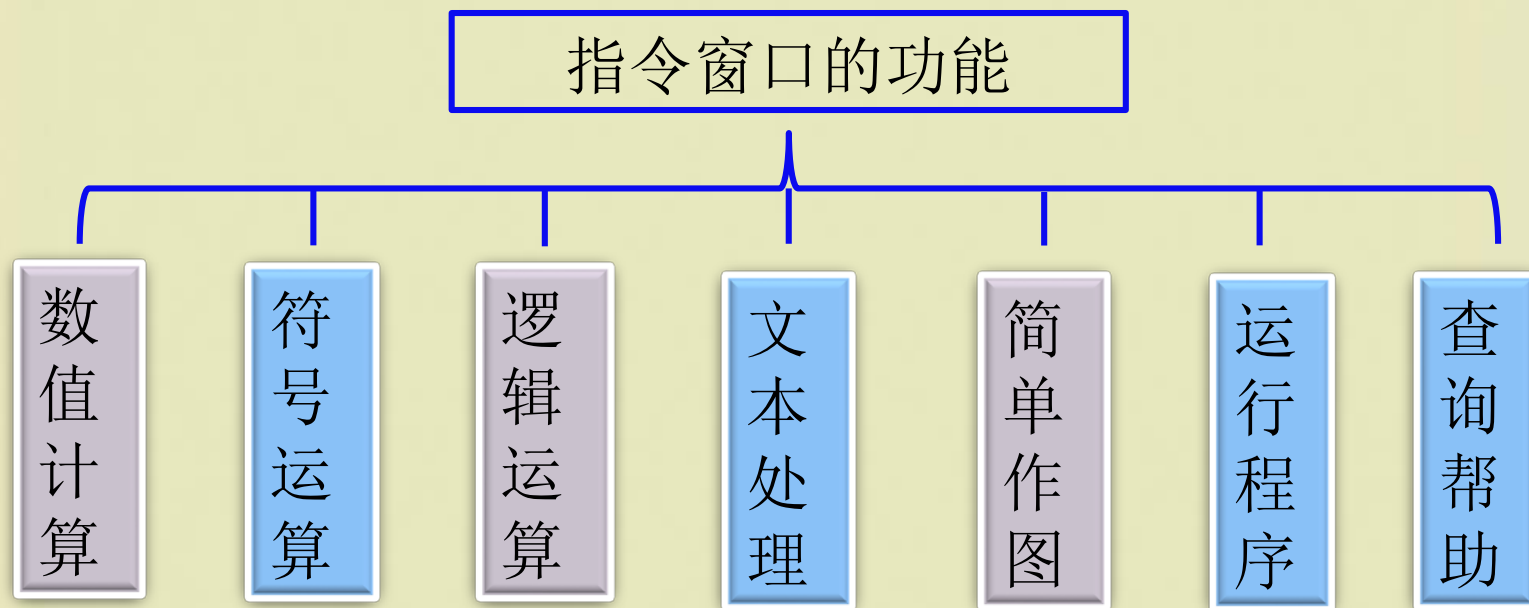 指令窗口的功能
数值计算
符号运算
逻辑运算
文本处理
简单作图
运行程序
查询帮助